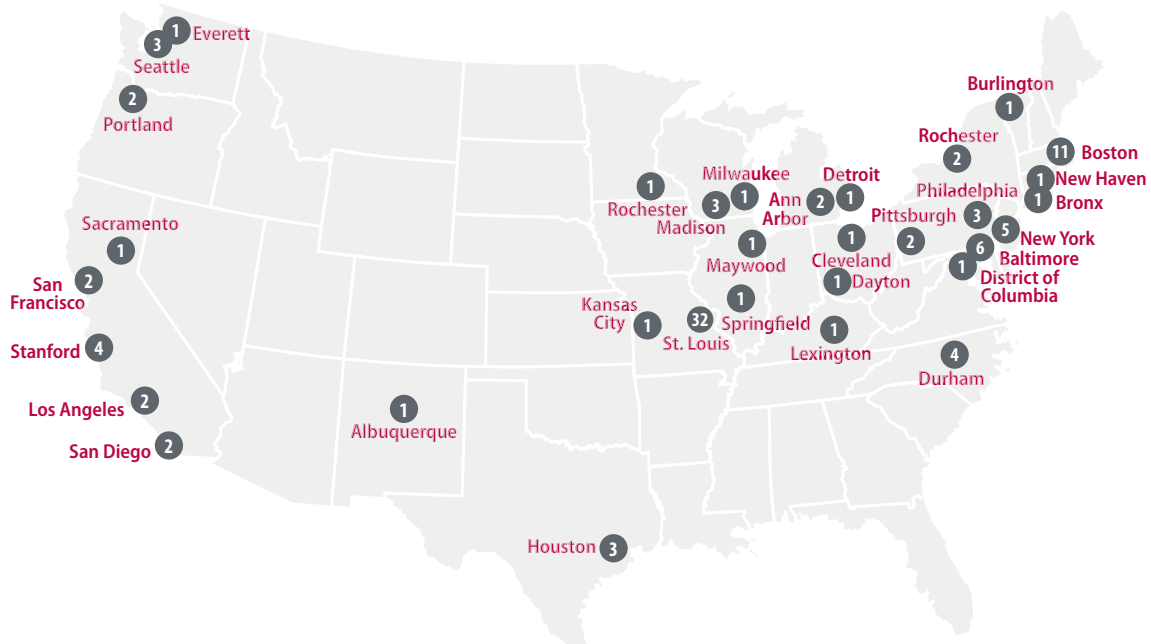 1
Everett
3
Seattle
2
Portland
Burlington
1
Rochester
2
11
Boston
1
New Haven
1
Bronx
Philadelphia
3
5
New York
Pittsburgh
2
6
Baltimore
1
District of
Columbia
Milwaukee
1
Detroit
1
Ann
Arbor
2
1
Rochester
3
Madison
1
Maywood
1
Cleveland
1
Dayton
Sacramento
1
San
Francisco
2
Kansas
City
1
32
St. Louis
1
Springfield
1
Lexington
Stanford
4
4
Durham
Los Angeles
2
San Diego
2
1
Albuquerque
Houston
3